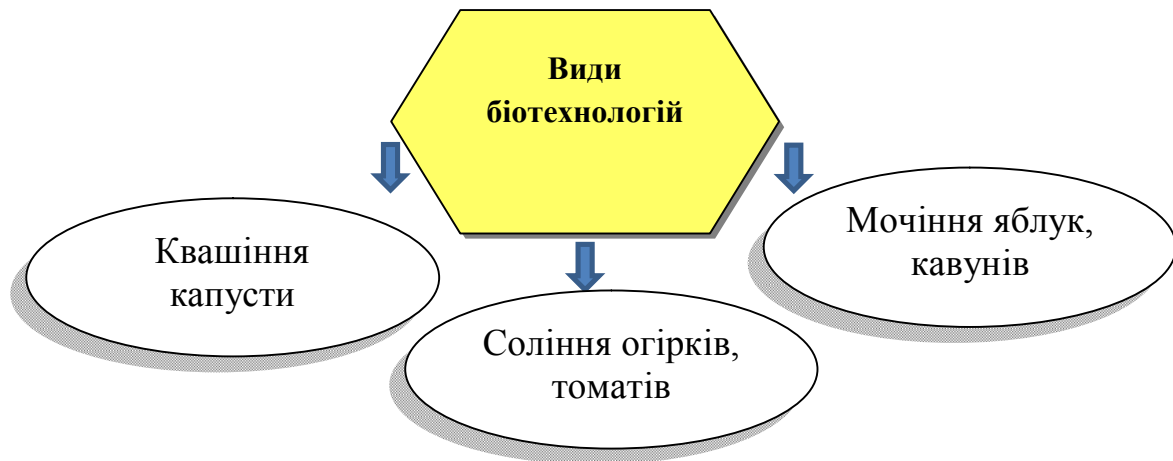 Види
біотехнологій
Квашіння
капусти
Соління огірків,
томатів
Мочіння яблук,
кавунів